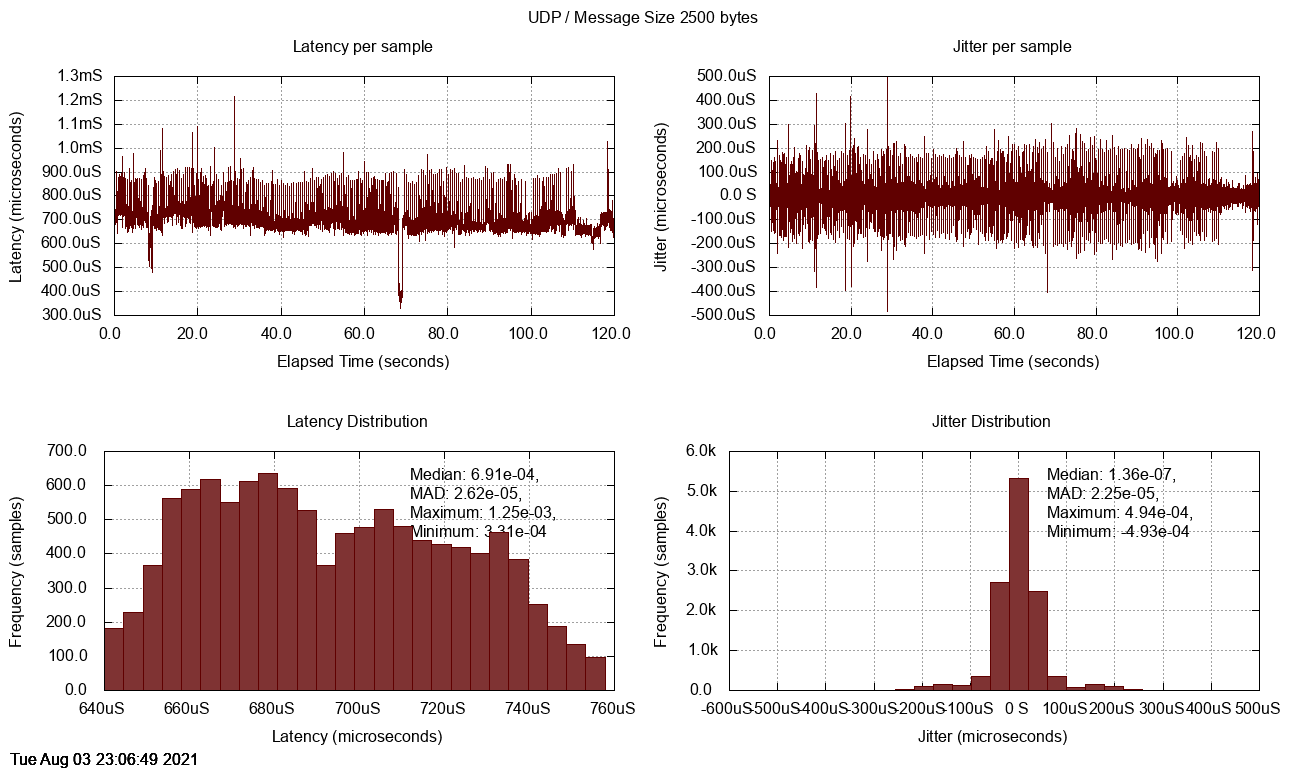 UDP / Message Size 2500 bytes
Latency per sample
Jitter per sample
1.3mS
1.2mS
1.1mS
1.0mS
900.0uS
800.0uS
700.0uS
600.0uS
500.0uS
400.0uS
300.0uS
Latency (microseconds)
0.0 20.0 40.0 60.0 80.0 100.0 120.0
Elapsed Time (seconds)
500.0uS
400.0uS
300.0uS
200.0uS
100.0uS
0.0 S
-100.0uS
-200.0uS
-300.0uS
-400.0uS
-500.0uS
Jitter (microseconds)
0.0 20.0 40.0 60.0 80.0 100.0 120.0
Elapsed Time (seconds)
Latency Distribution
700.0
600.0
500.0
400.0
300.0
200.0
100.0
0.0
Frequency (samples)
Median: 6.91e-04,
MAD: 2.62e-05,
Maximum: 1.25e-03,
Minimum: 3.31e-04
640uS 660uS 680uS 700uS 720uS 740uS 760uS
Latency (microseconds)
Jitter Distribution
6.0k
5.0k
4.0k
3.0k
2.0k
1.0k
0.0
Frequency (samples)
Median: 1.36e-07,
MAD: 2.25e-05,
Maximum: 4.94e-04,
Minimum: -4.93e-04
-600uS -500uS -400uS -300uS -200uS -100uS 0 S 100uS 200uS 300uS 400uS 500uS
Jitter (microseconds)
Tue Aug 03 23:06:49 2021